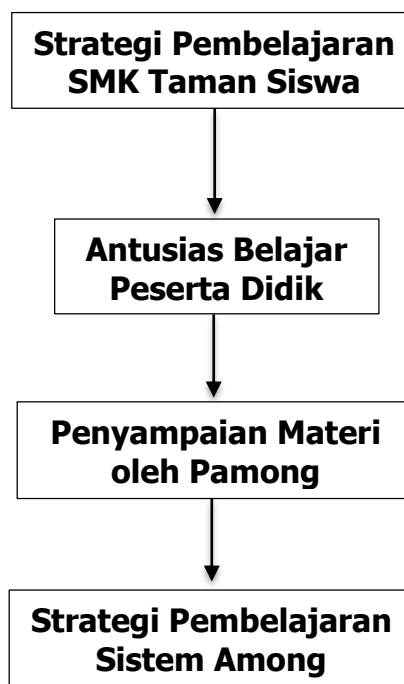 Strategi Pembelajaran
SMK Taman Siswa
Antusias Belajar
Peserta Didik
Penyampaian Materi
oleh Pamong
Strategi Pembelajaran
Sistem Among